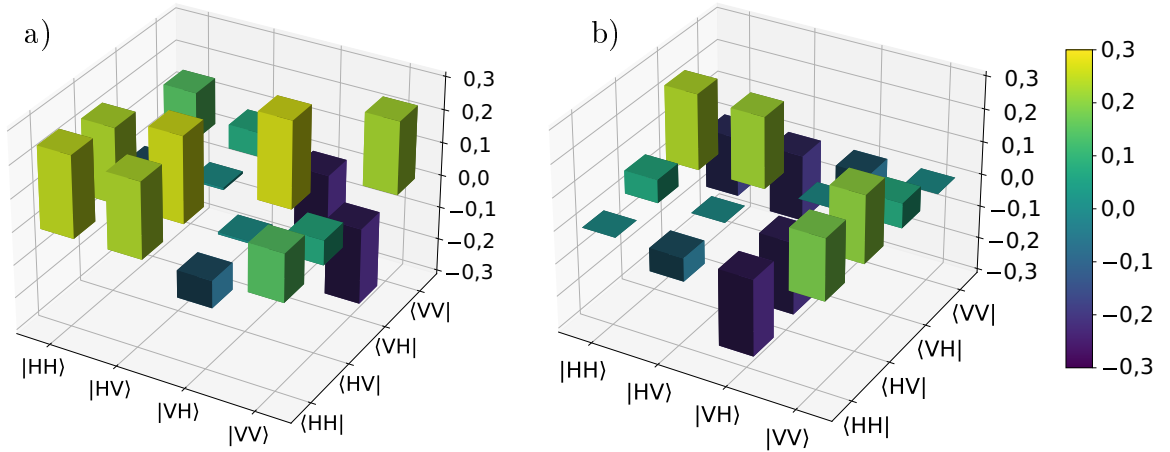 a)
0,3
0,2
0,1
0,0
−0,1
−0,2
−0,3
|HH⟩
|HV⟩
|VH⟩
|VV⟩
⟨HH|
⟨HV|
⟨VH|
⟨VV|
b)
0,3
0,2
0,1
0,0
−0,1
−0,2
−0,3
|HH⟩
|HV⟩
|VH⟩
|VV⟩
⟨HH|
⟨HV|
⟨VH|
⟨VV|
0,3
0,2
0,1
0,0
−0,1
−0,2
−0,3